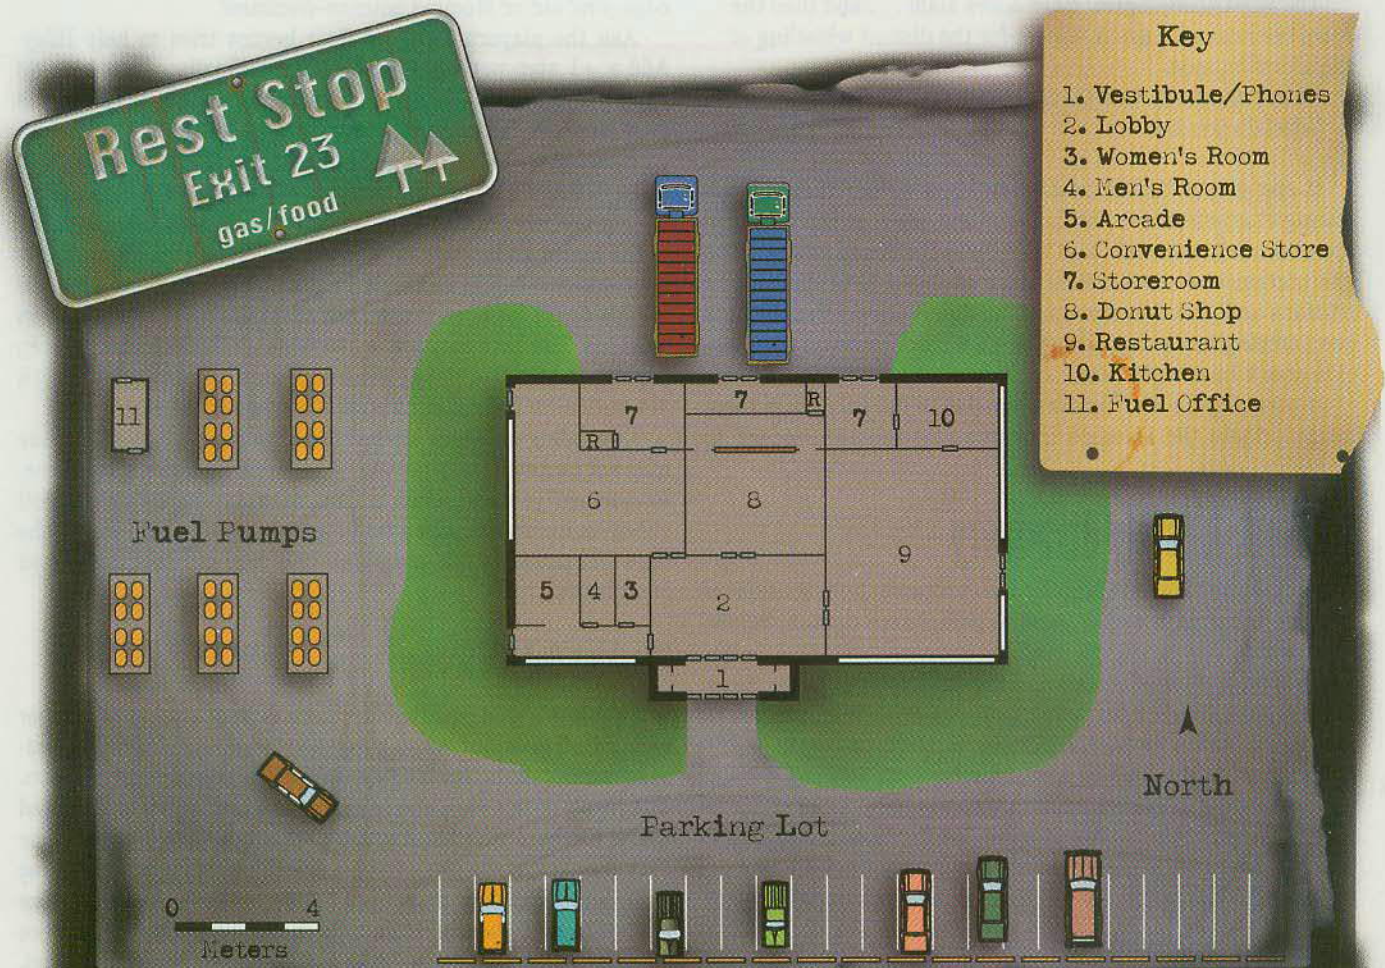 Rest Stop
Exit 23
gas/food
Key
1. Vestibule/Phones
2. Lobby
3. Women's Room
4. Men's Room
5. Arcade
6. Convenience Store
7. Storeroom
8. Donut Shop
9. Restaurant
10. Kitchen
11. Fuel Office
11
7
7
R
7
10
R
6
8
9
Fuel Pumps
5
4
3
2
1
North
Parking Lot
0
4
Meters